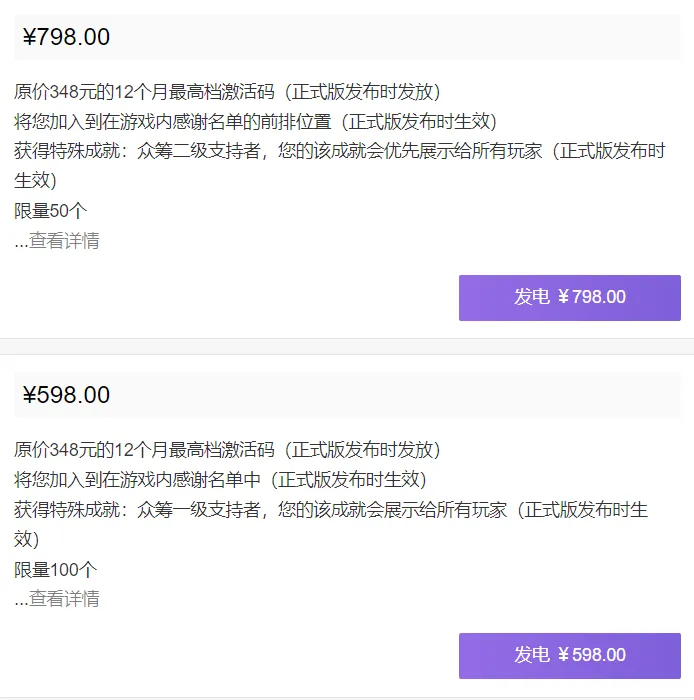 ¥798.00
原价348元的12个月最高档激活码（正式版发布时发放）
将您加入到在游戏内感谢名单的前排位置（正式版发布时生效）
获得特殊成就：众筹二级支持者，您的该成就会优先展示给所有玩家（正式版发布时
生效）
限量50个
...查看详情
发电 ¥798.00
¥598.00
原价348元的12个月最高档激活码（正式版发布时发放）
将您加入到在游戏内感谢名单中（正式版发布时生效）
获得特殊成就：众筹一级支持者，您的该成就会展示给所有玩家（正式版发布时生
效）
限量100个
...查看详情
发电 ¥598.00